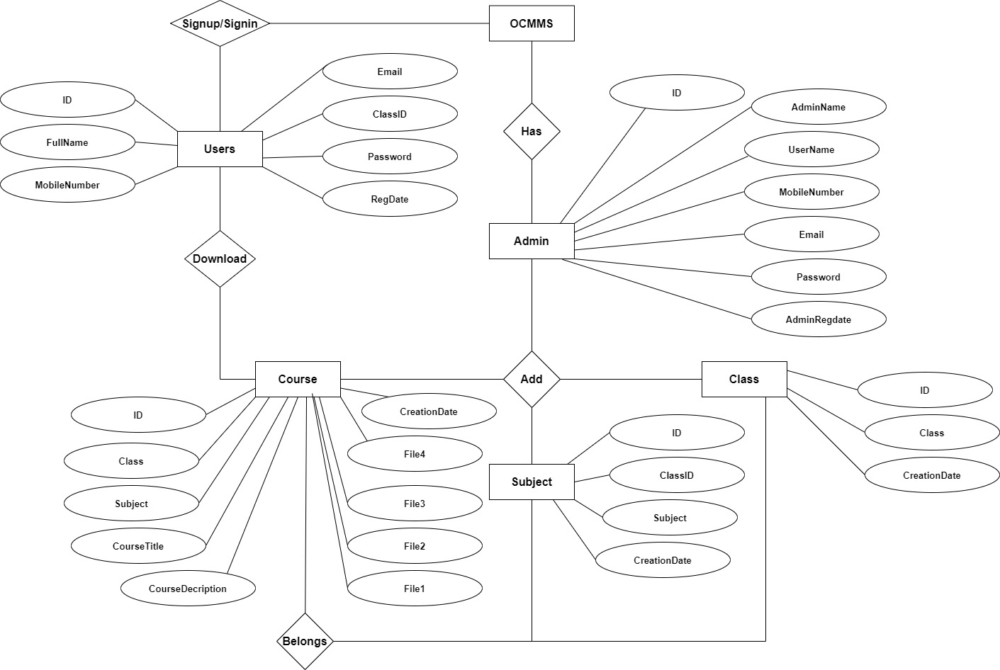 Signup/Signin
OCMMS
Email
ID
ID
AdminName
ClassID
Has
FullName
Users
Password
UserName
MobileNumber
RegDate
MobileNumber
Admin
Email
Download
Password
AdminRegdate
Course
Add
Class
ID
CreationDate
ID
ID
Class
Class
File4
ClassID
CreationDate
Subject
Subject
File3
Subject
CourseTitle
File2
CreationDate
CourseDecription
File1
Belongs